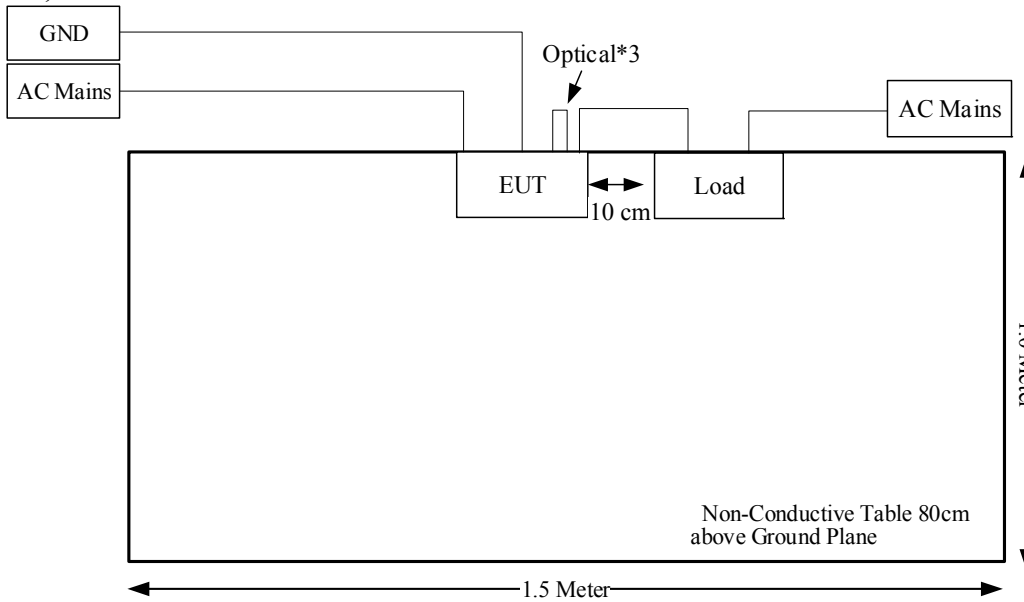 GND
Optical*3
AC Mains
AC Mains
EUT
Load
10 cm
Non-Conductive Table 80cm
above Ground Plane
1.5 Meter